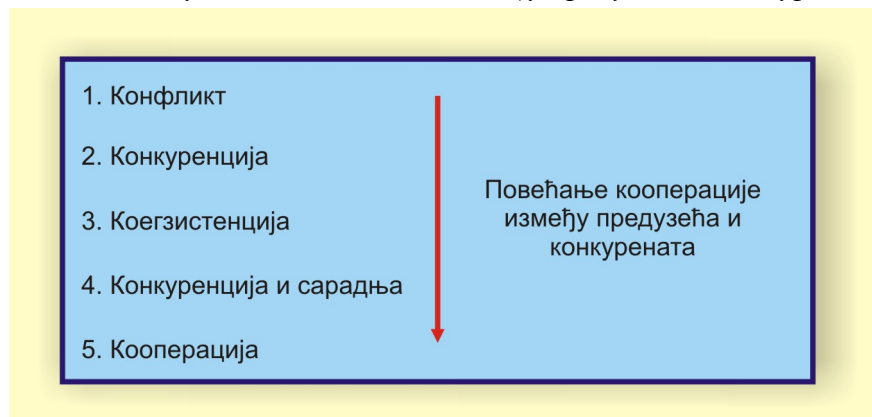 1. Конфликт
2. Конкуренција
3. Коегзистенција
4. Конкуренција и сарадња
5. Кооперација
Повећање кооперације
између предузећа и
конкурената